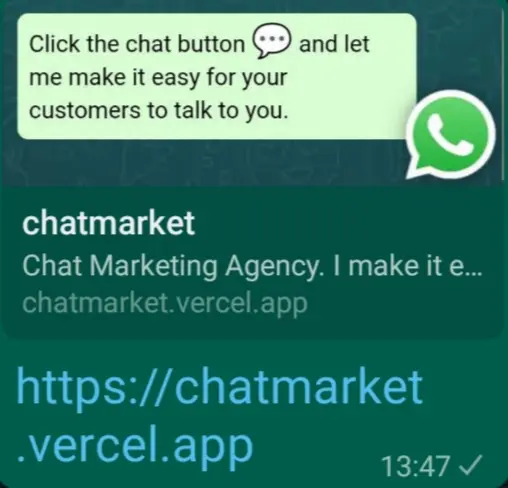 Click the chat button 💬 and let
me make it easy for your
customers to talk to you.
chatmarket
Chat Marketing Agency. I make it e...
chatmarket.vercel.app
https://chatmarket
.vercel.app
13:47